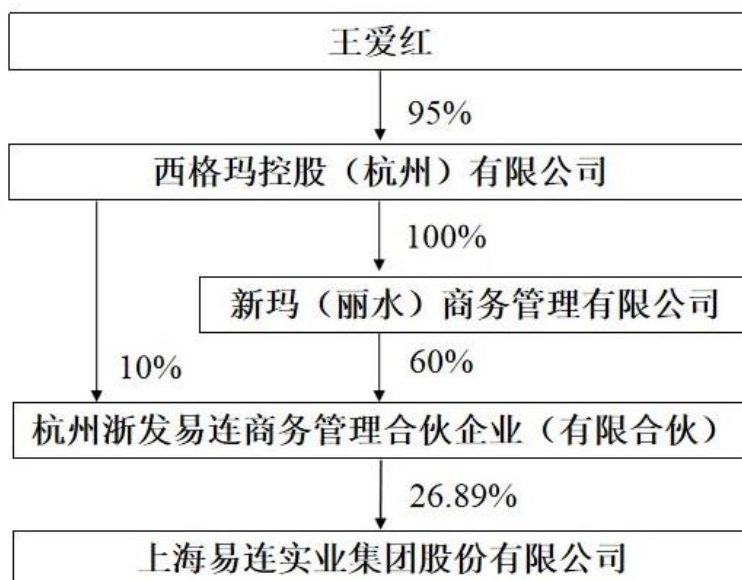 王爱红
95%
西格玛控股（杭州）有限公司
100%
新玛（丽水）商务管理有限公司
10%
60%
杭州浙发易连商务管理合伙企业（有限合伙）
26.89%
上海易连实业集团股份有限公司